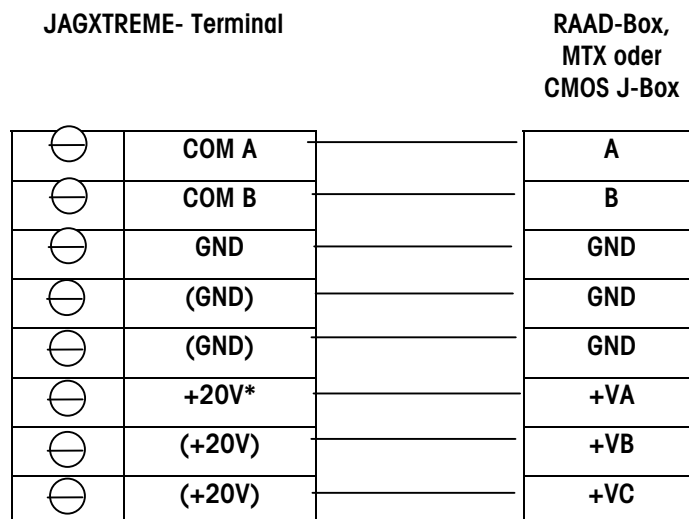 JAGXTREME- Terminal
RAAD-Box,
MTX oder
CMOS J-Box
COM A A
COM B B
GND GND
(GND) GND
(GND) GND
+20V* +VA
(+20V) +VB
(+20V) +VC